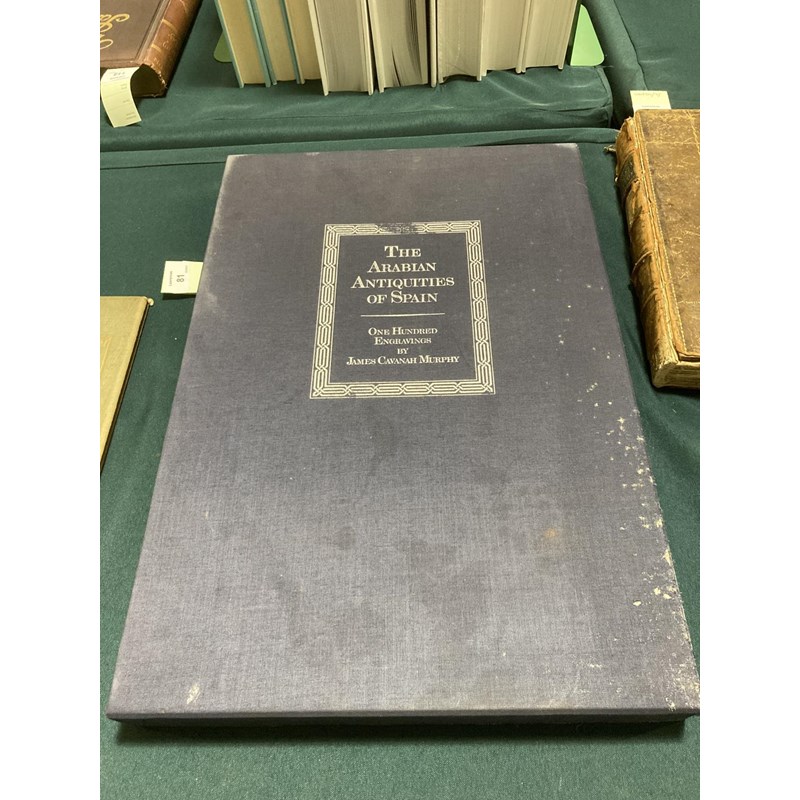 THE
ARABIAN
ANTIQUITIES
OF SPAIN
ONE HUNDRED
ENGRAVINGS
BY
JAMES CAVANAH MURPHY
81